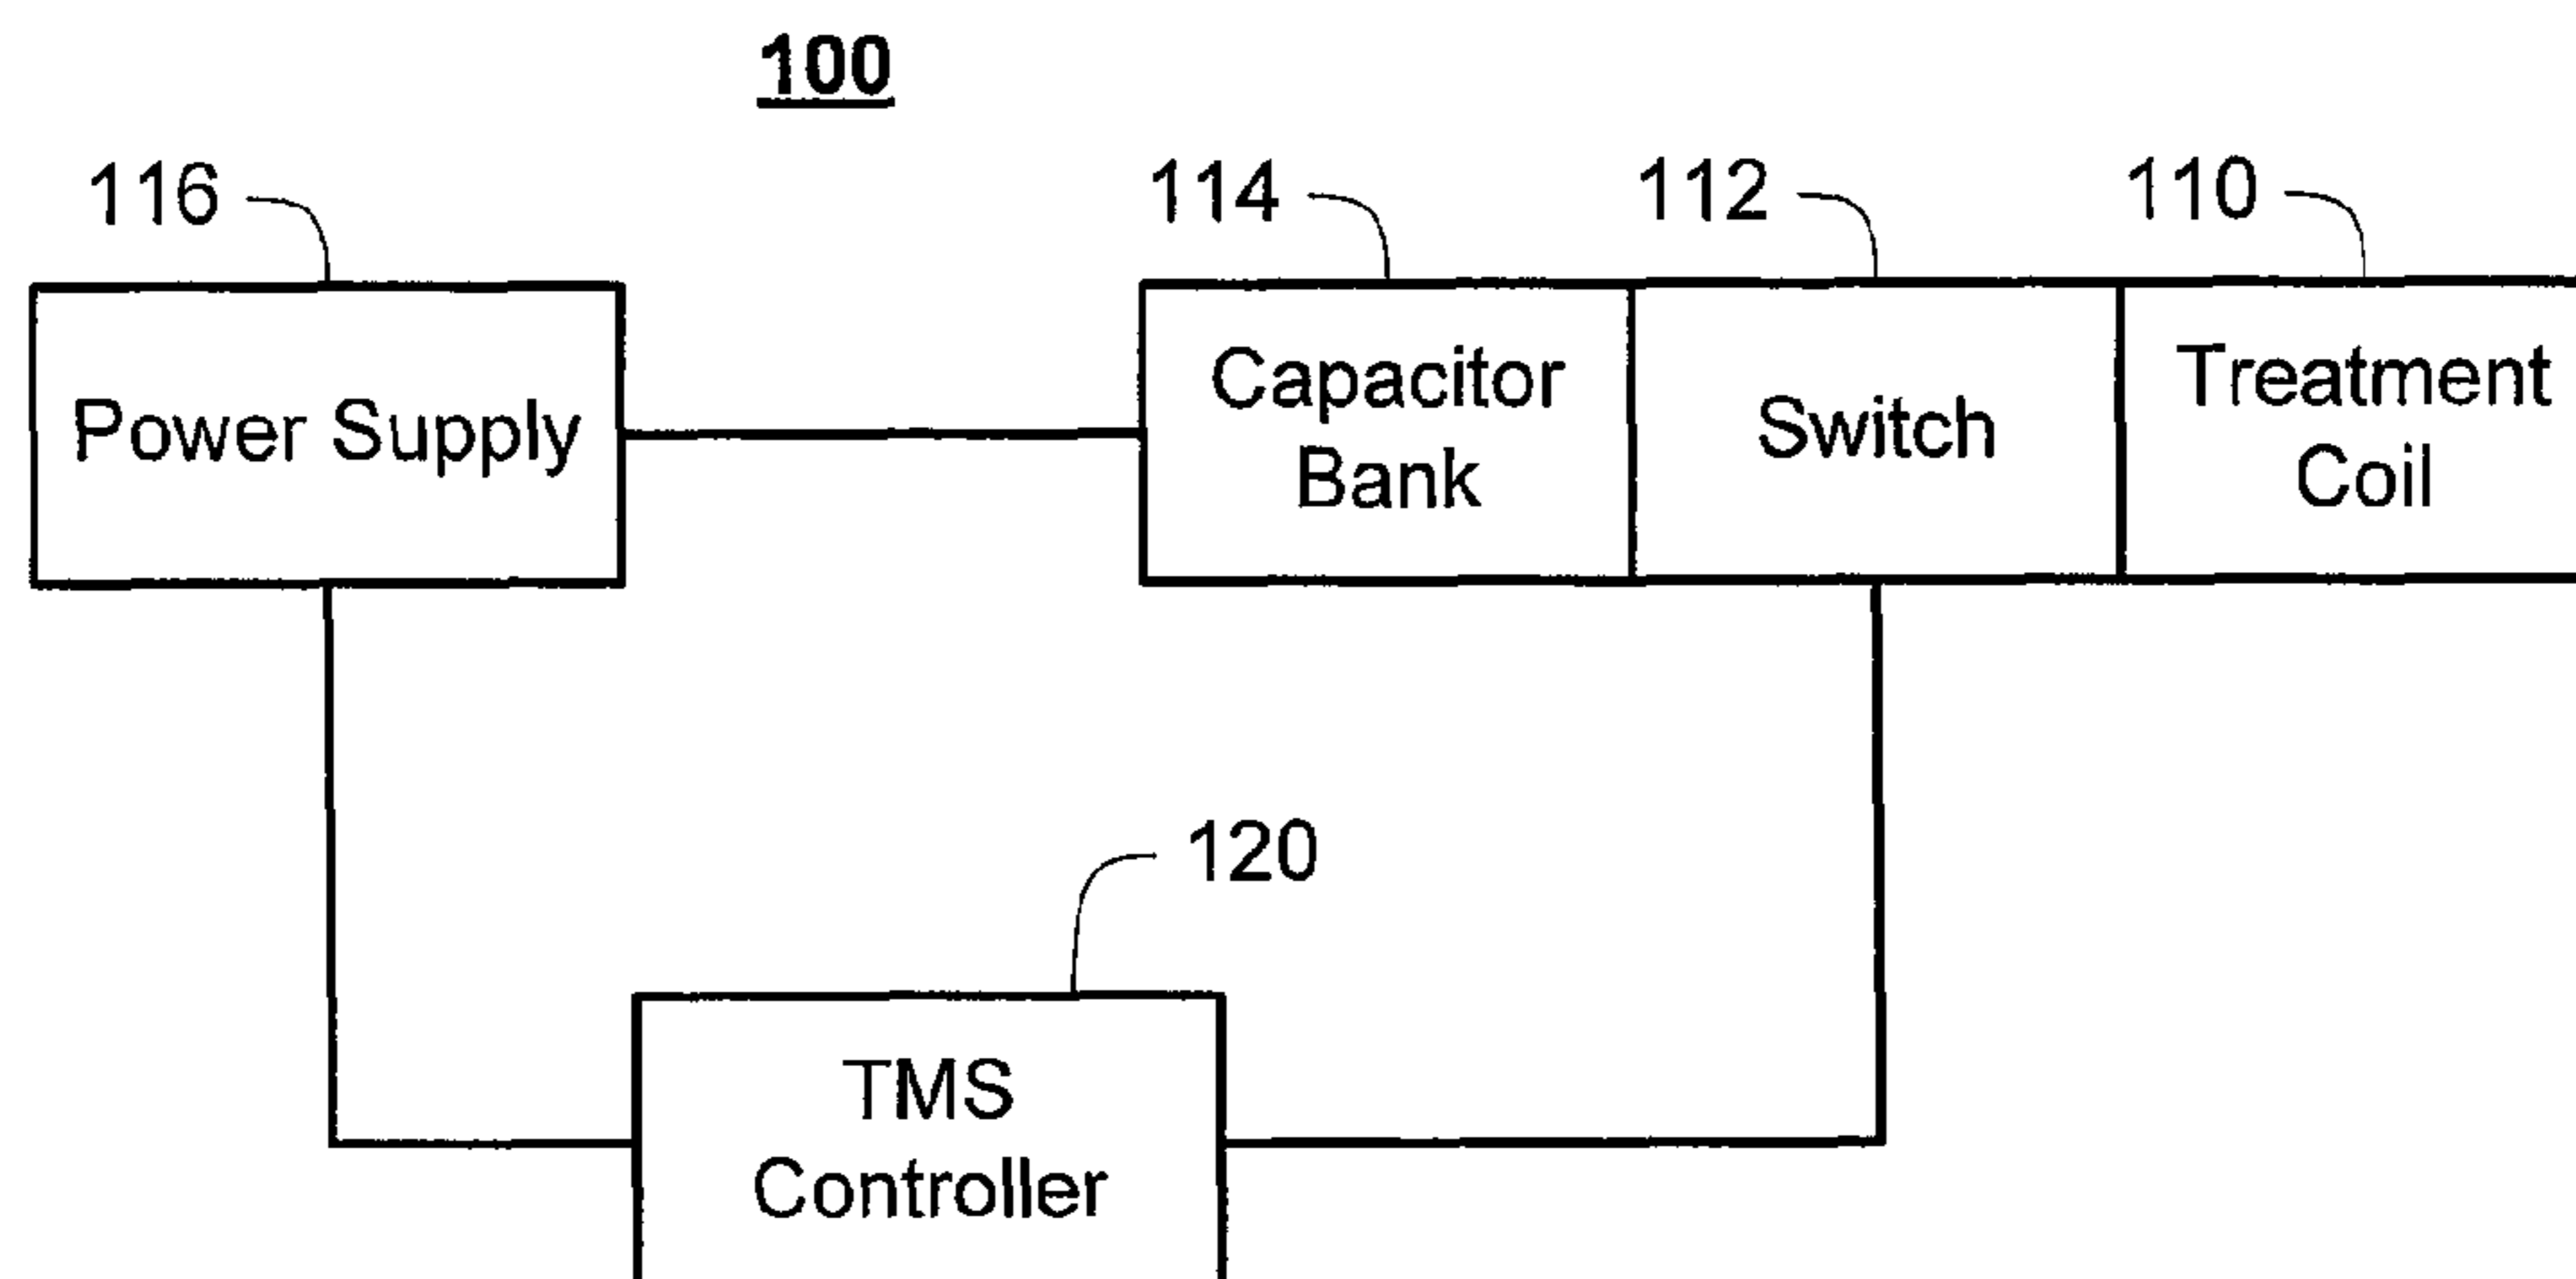 100
116
114
112
110
Power Supply
Capacitor
Bank
Switch
Treatment
Coil
120
TMS
Controller